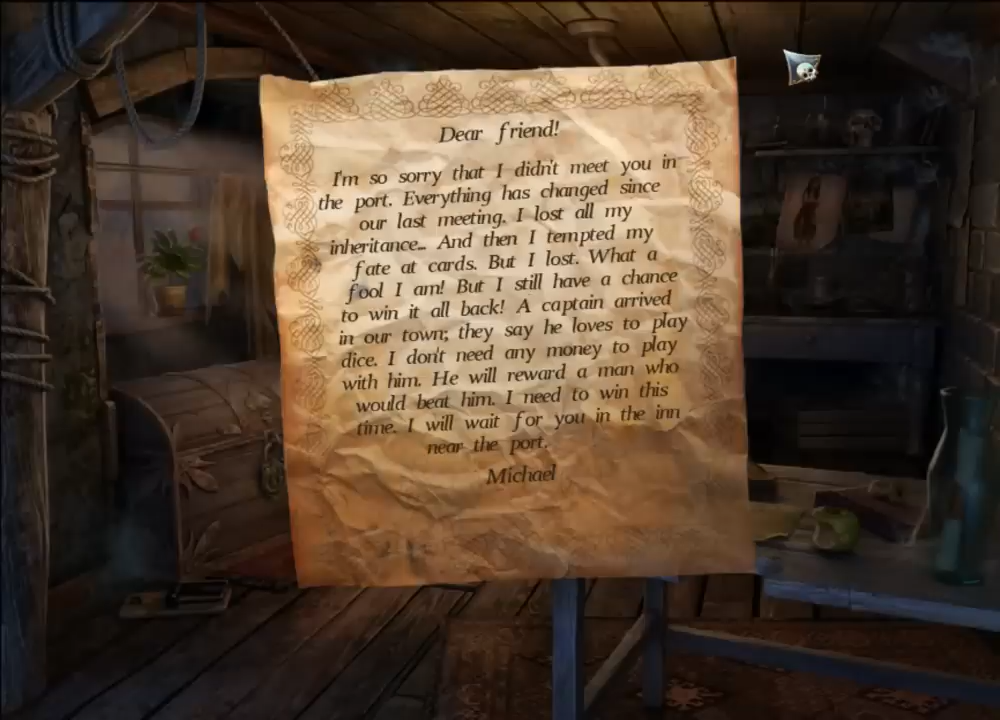 Dear friend!
I'm so sorry that I didn't meet you in
the port. Everything has changed since
our last meeting. I lost all my
inheritance... And then I tempted my
fate at cards. But I lost. What a
fool I am! But I still have a chance
to win it all back! A captain arrived
in our town; they say he loves to play
dice. I don't need any money to play
with him. He will reward a man who
would beat him. I need to win this
time. I will wait for you in the inn
near the port.
Michael